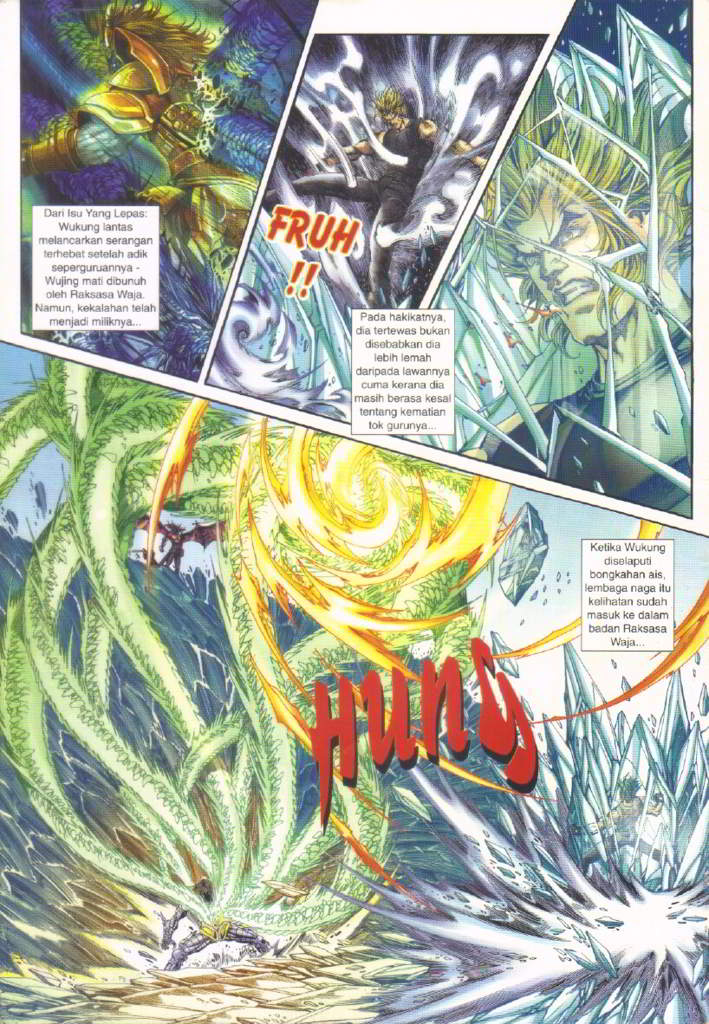 Dari Isu Yang Lepas:
Wukung lantas
melancarkan serangan
terhebat setelah adik
seperguruannya -
Wujing mati dibunuh
oleh Raksasa Waja.
Namun, kekalahan telah
menjadi miliknya...
FRUH
!!
Pada hakikatnya,
dia tertewas bukan
disebabkan dia
lebih lemah
daripada lawannya
cuma kerana dia
masih berasa kesal
tentang kematian
tok gurunya...
Ketika Wukung
diselaputi
bongkahan ais,
lembaga naga itu
kelihatan sudah
masuk ke dalam
badan Raksasa
Waja...
HUNG